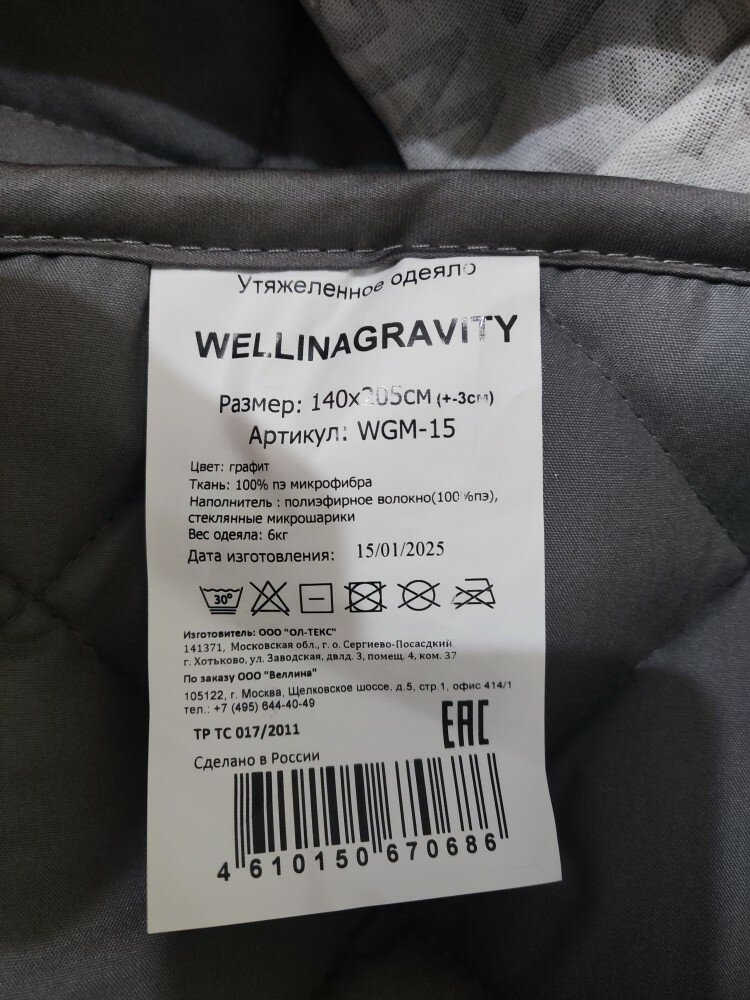 Утяжеленное одеяло
WELLINAGRAVITY
Размер: 140х205СМ (+-3см)
Артикул: WGM-15
Цвет: графит
Ткань: 100% пэ микрофибра
Наполнитель : полиэфирное волокно(100%пэ),
стеклянные микрошарики
Вес одеяла: 6кг
Дата изготовления: 15/01/2025
30°
Изготовитель: ООО "ОЛ-ТЕКС"
141371, Московская обл., г. о. Сергиево-Посасдкий
г. Хотьково, ул. Заводская, двлд. 3, помещ. 4, ком. 37
По заказу ООО "Веллина"
105122, г. Москва, Щелковское шоссе, д.5, стр.1, офис 414/1
тел.: +7 (495) 644-40-49
ТР ТС 017/2011
ЕАС
Сделано в России
4 610150 670686